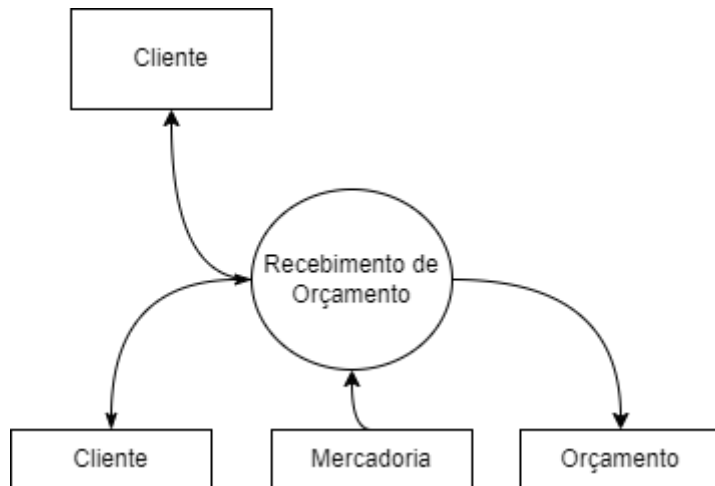 Cliente
Recebimento de
Orçamento
Cliente
Mercadoria
Orçamento